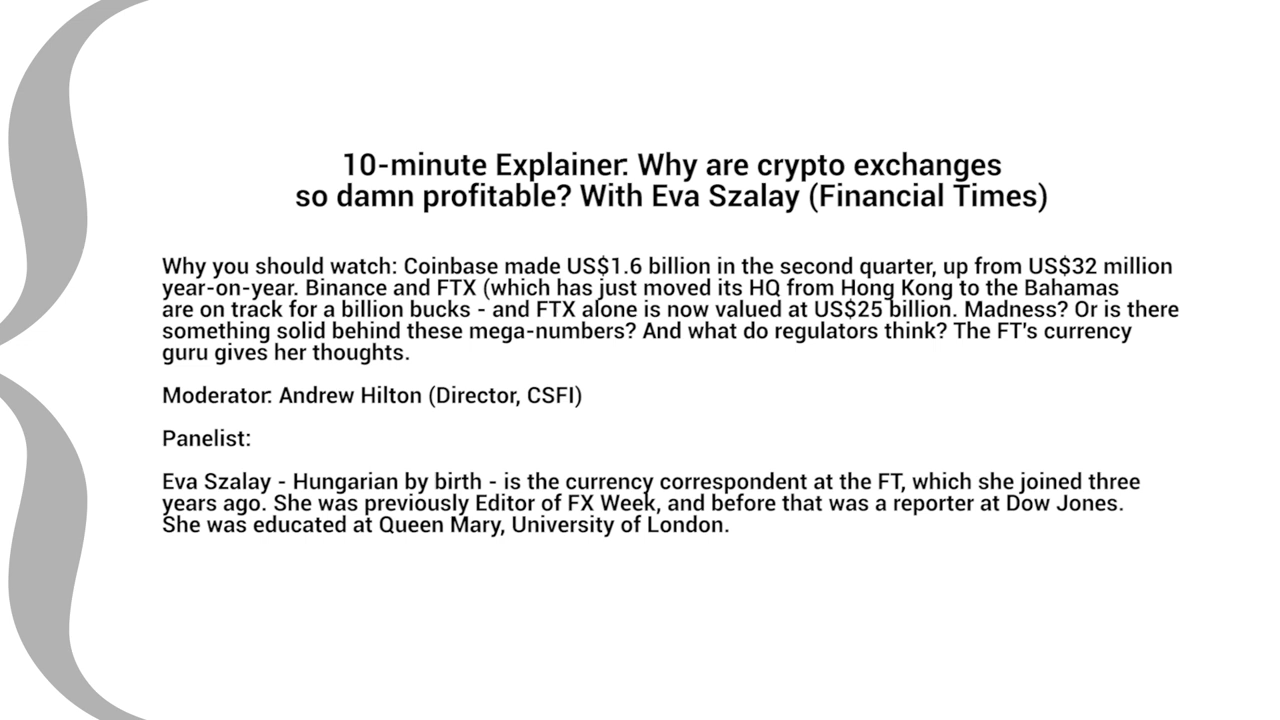 10-minute Explainer: Why are crypto exchanges
so damn profitable? With Eva Szalay (Financial Times)
Why you should watch: Coinbase made US$1.6 billion in the second quarter, up from US$32 million
year-on-year. Binance and FTX (which has just moved its HQ from Hong Kong to the Bahamas
are on track for a billion bucks - and FTX alone is now valued at US$25 billion. Madness? Or is there
something solid behind these mega-numbers? And what do regulators think? The FT's currency
guru gives her thoughts.
Moderator: Andrew Hilton (Director, CSFI)
Panelist:
Eva Szalay - Hungarian by birth - is the currency correspondent at the FT, which she joined three
years ago. She was previously Editor of FX Week, and before that was a reporter at Dow Jones.
She was educated at Queen Mary, University of London.